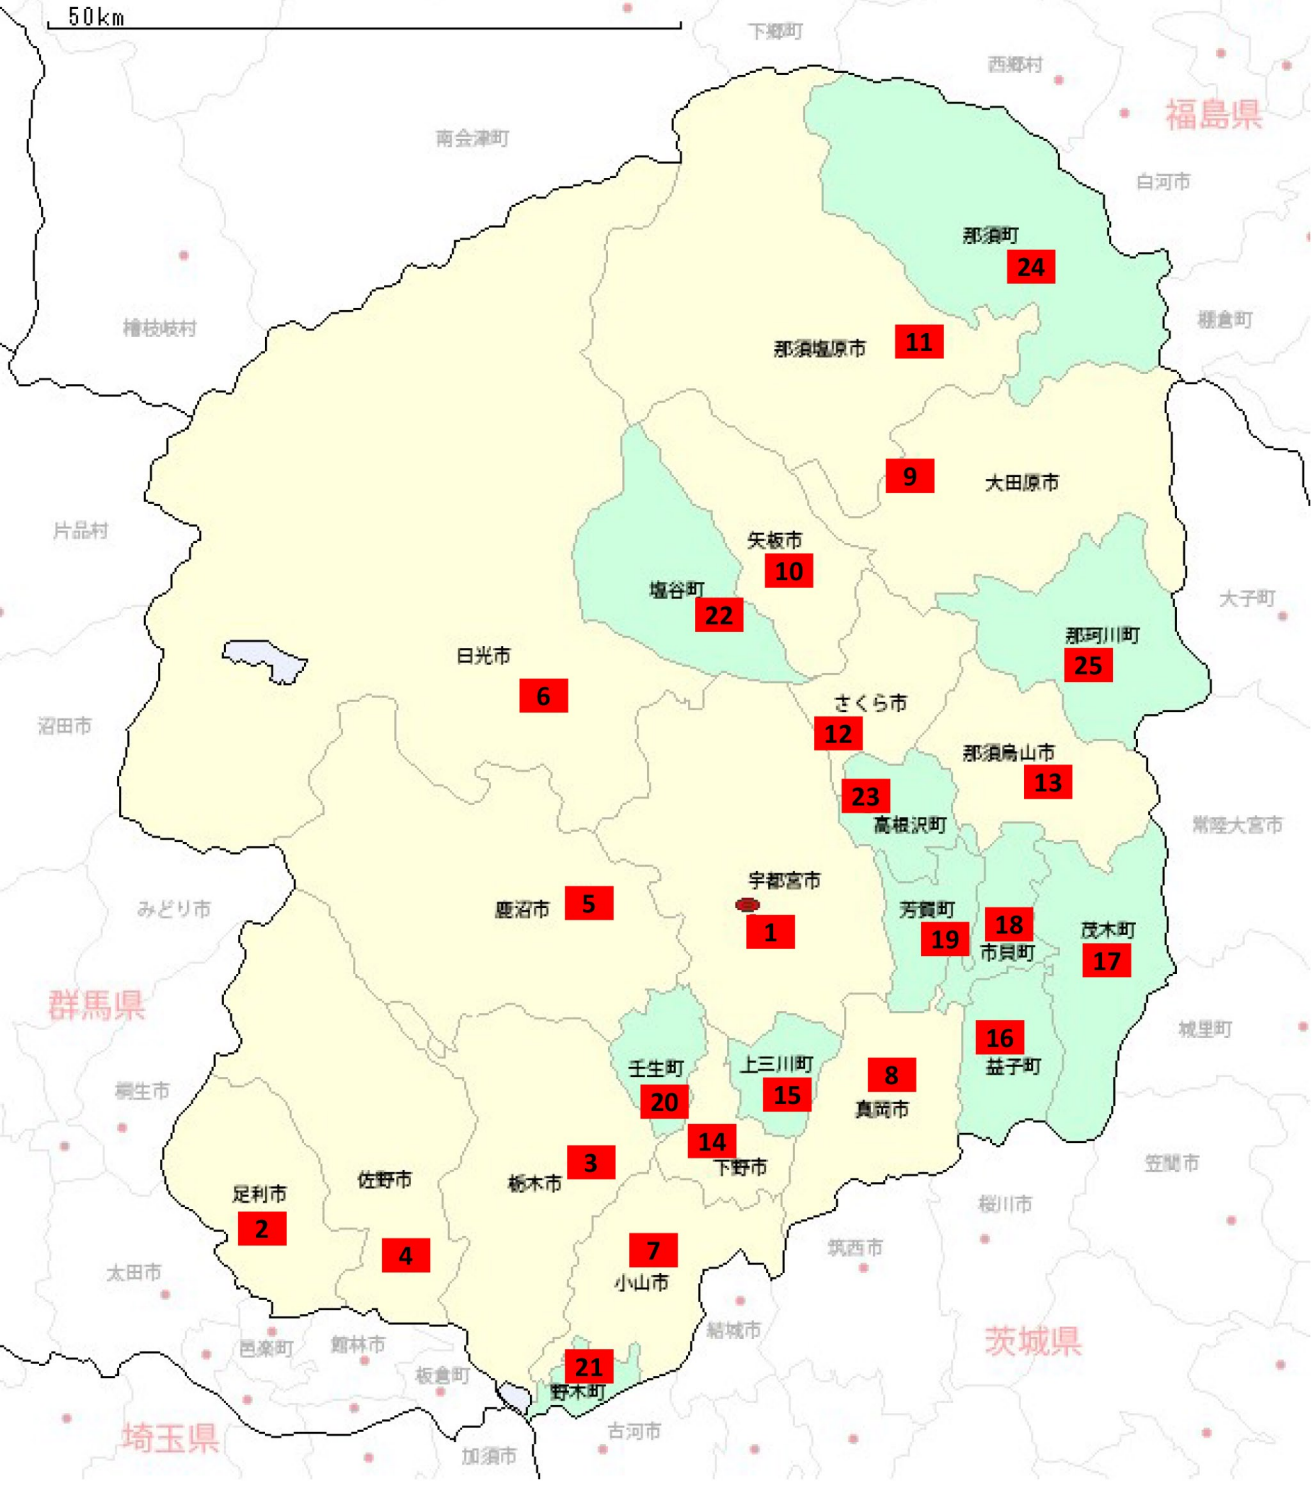 50km
下郷町
西郷村
福島県
南会津町
白河市
那須町
24
棚倉町
檜枝岐村
那須塩原市
11
9
大田原市
片品村
矢板市
10
塩谷町
22
大子町
那珂川町
25
日光市
6
沼田市
さくら市
12
那須烏山市
13
23
高根沢町
常陸大宮市
宇都宮市
1
鹿沼市
5
みどり市
芳賀町
19
18
市貝町
茂木町
17
群馬県
城里町
16
益子町
壬生町
20
上三川町
15
8
真岡市
桐生市
14
下野市
3
栃木市
佐野市
4
足利市
2
笠間市
桜川市
筑西市
7
小山市
太田市
結城市
茨城県
邑楽町
館林市
板倉町
21
野木町
古河市
埼玉県
加須市